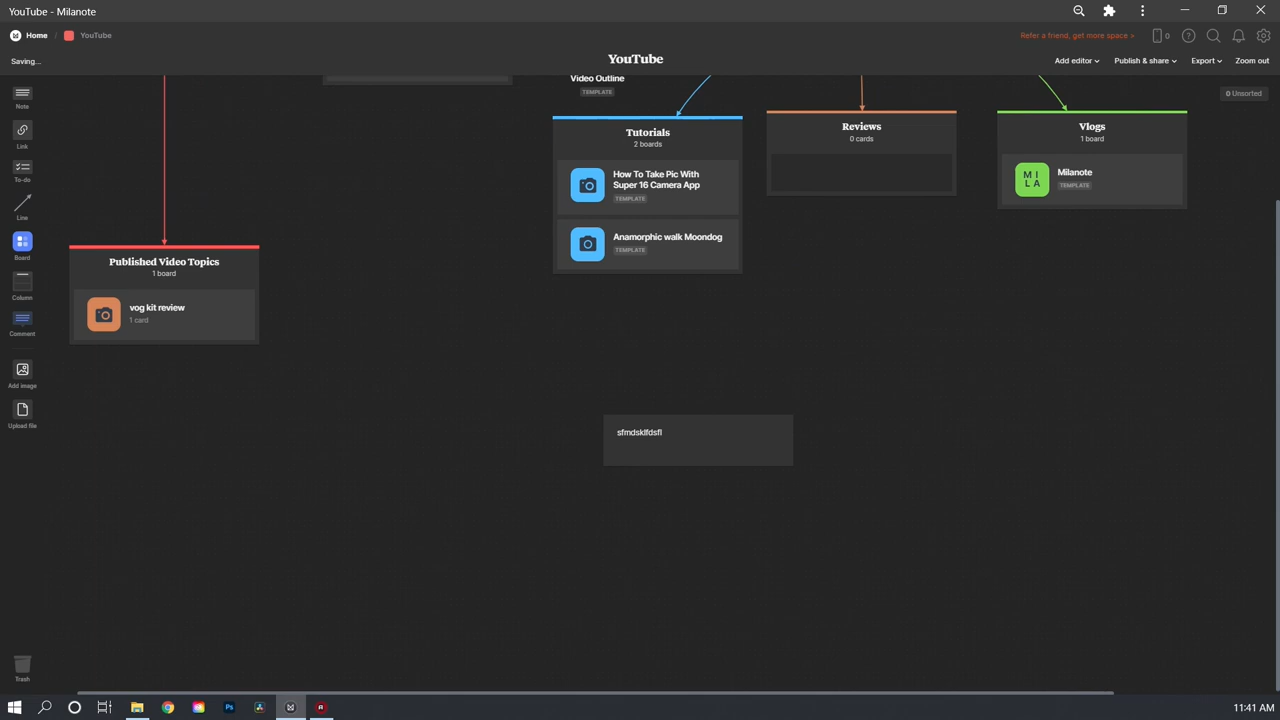 YouTube - Milanote
Home / YouTube
Refer a friend, get more space >
0
Saving...
YouTube
Add editor
Publish & share
Export
Zoom out
0 Unsorted
Note
Link
To-do
Line
Board
Column
Comment
Add image
Upload file
Trash
Video Outline
TEMPLATE
Tutorials
2 boards
How To Take Pic With
Super 16 Camera App
TEMPLATE
Anamorphic walk Moondog
TEMPLATE
Reviews
0 cards
Vlogs
1 board
MI
LA
Milanote
TEMPLATE
Published Video Topics
1 board
vog kit review
1 card
sfmdsklfdsfl
Ps
11:41 AM